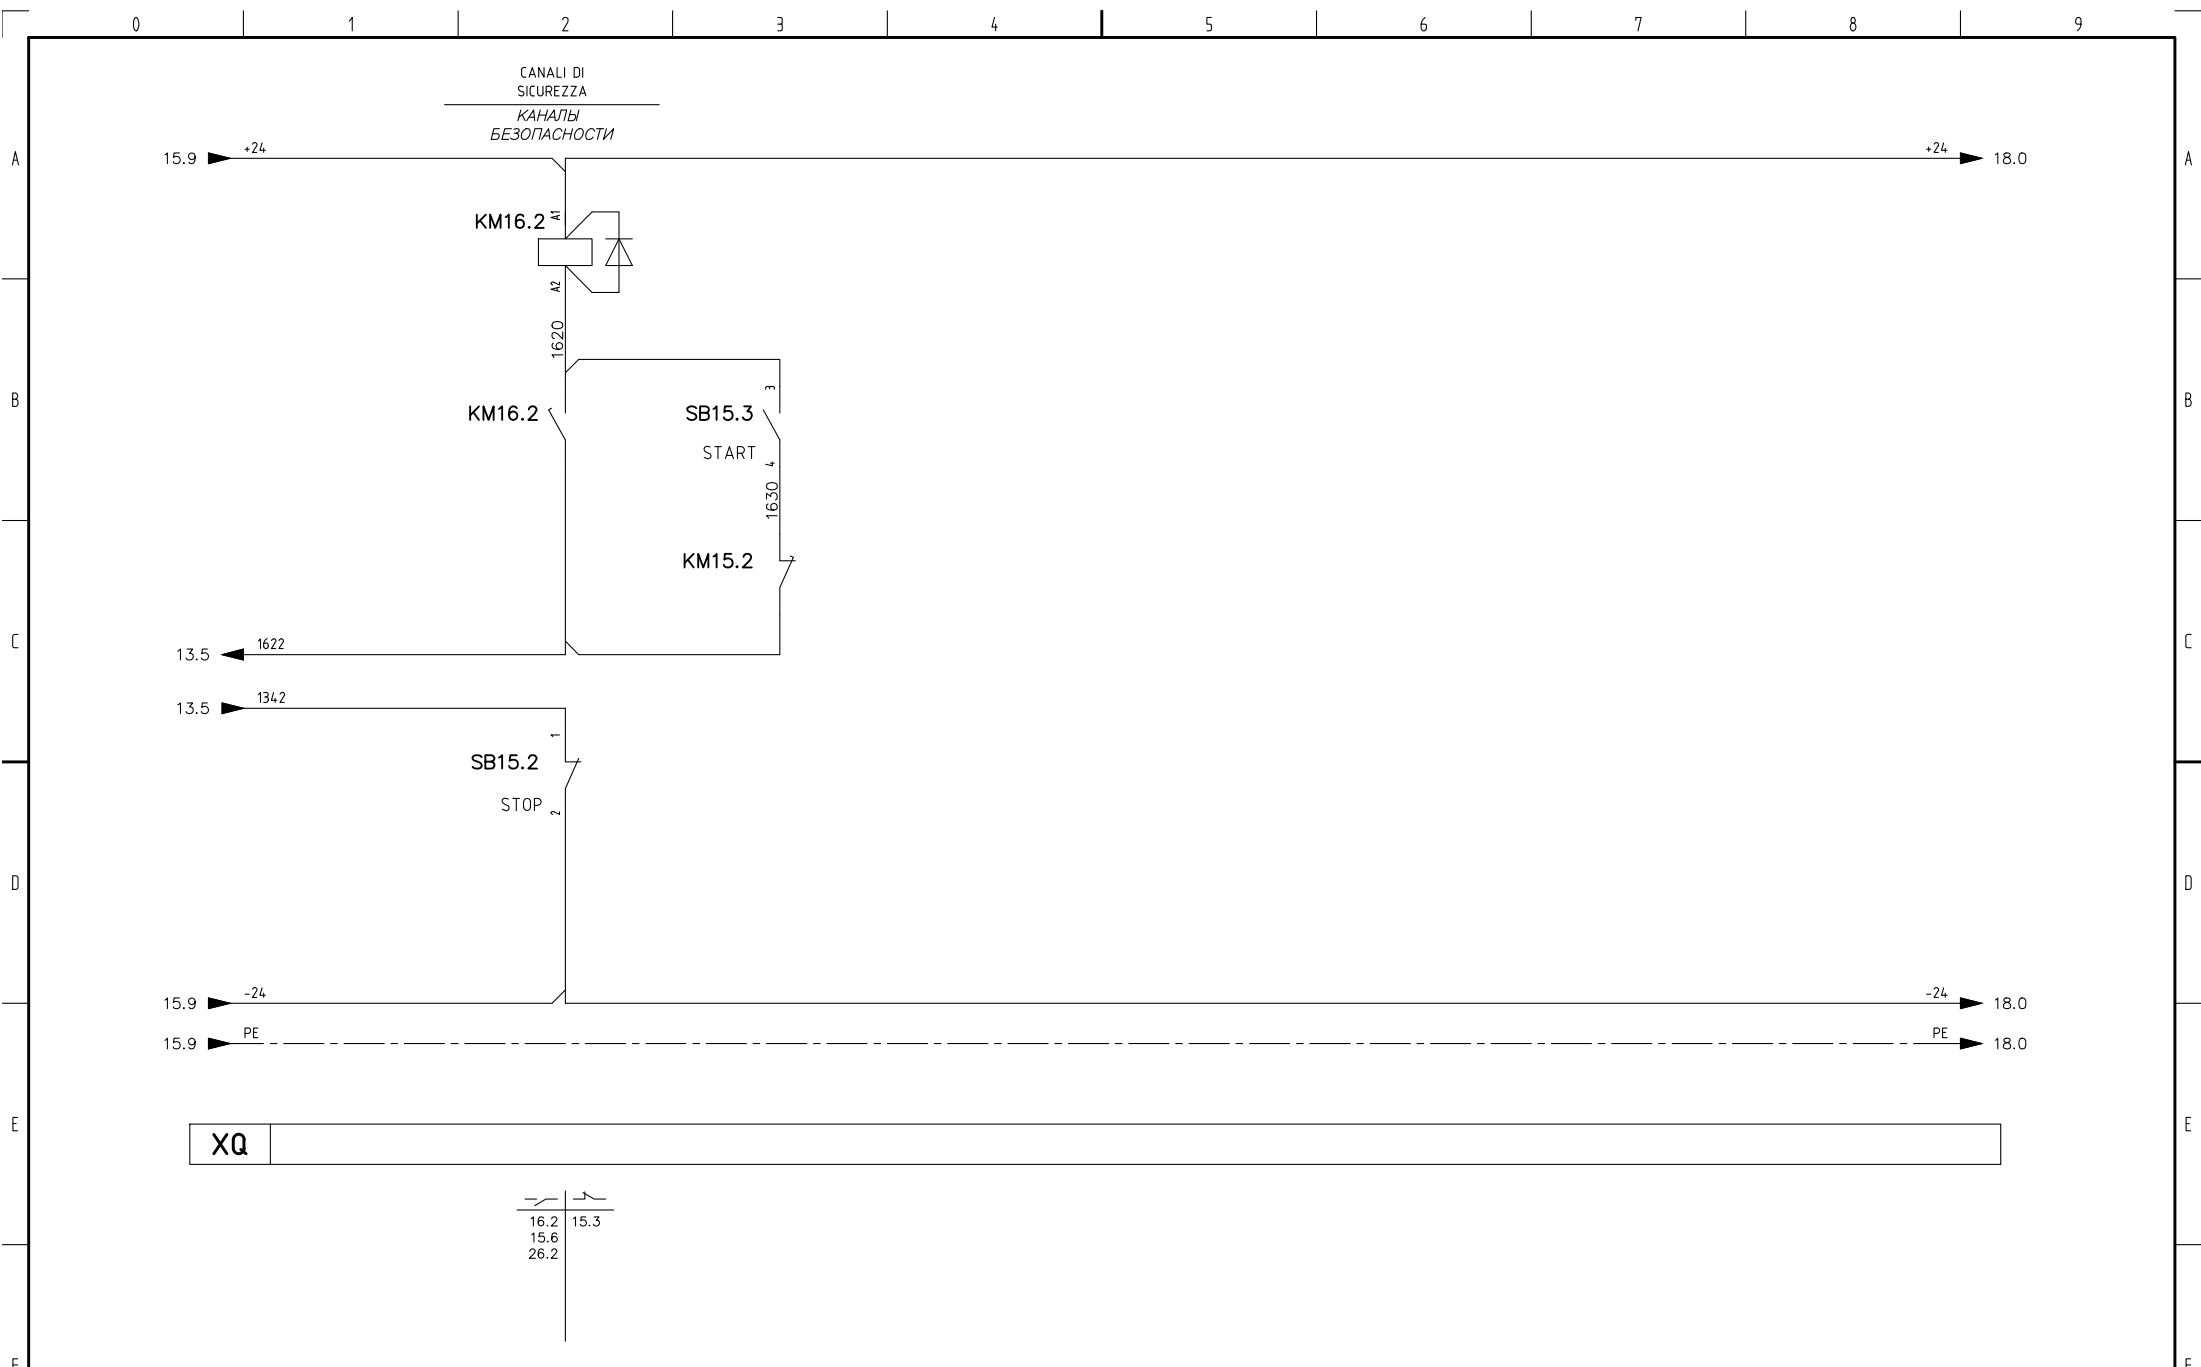 0 1 2 3 4 5 6 7 8 9
CANALI DI
SICUREZZA
КАНАЛЫ
БЕЗОПАСНОСТИ
A 15.9 +24 +24 18.0 A
KM16.2 A1
A2
1620
3
B KM16.2 SB15.3 B
START 4
1630
KM15.2
C 13.5 1622 C
13.5 1342
1
SB15.2
STOP 2
D D
15.9 -24 -24 18.0
15.9 PE PE 18.0
E E
XQ
16.2 15.3
15.6
26.2